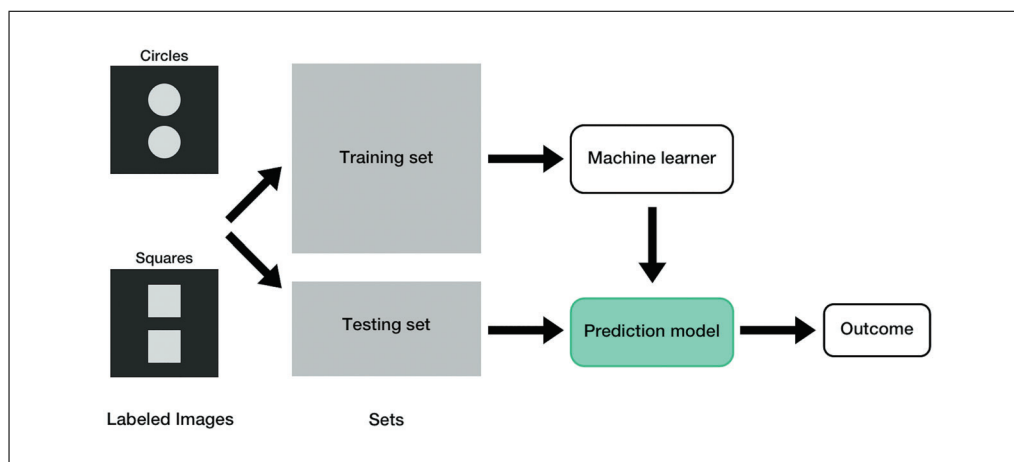 Circles
Training set
Machine learner
Squares
Testing set
Prediction model
Outcome
Labeled Images
Sets